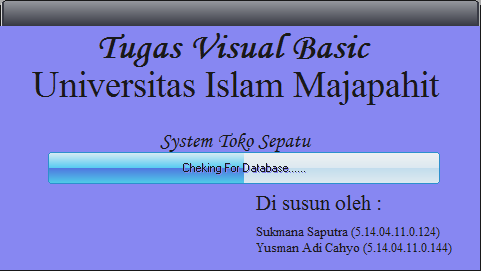 Tugas Visual Basic
Universitas Islam Majapahit
System Toko Sepatu
Cheking For Database......
Di susun oleh :
Sukmana Saputra (5.14.04.11.0.124)
Yusman Adi Cahyo (5.14.04.11.0.144)